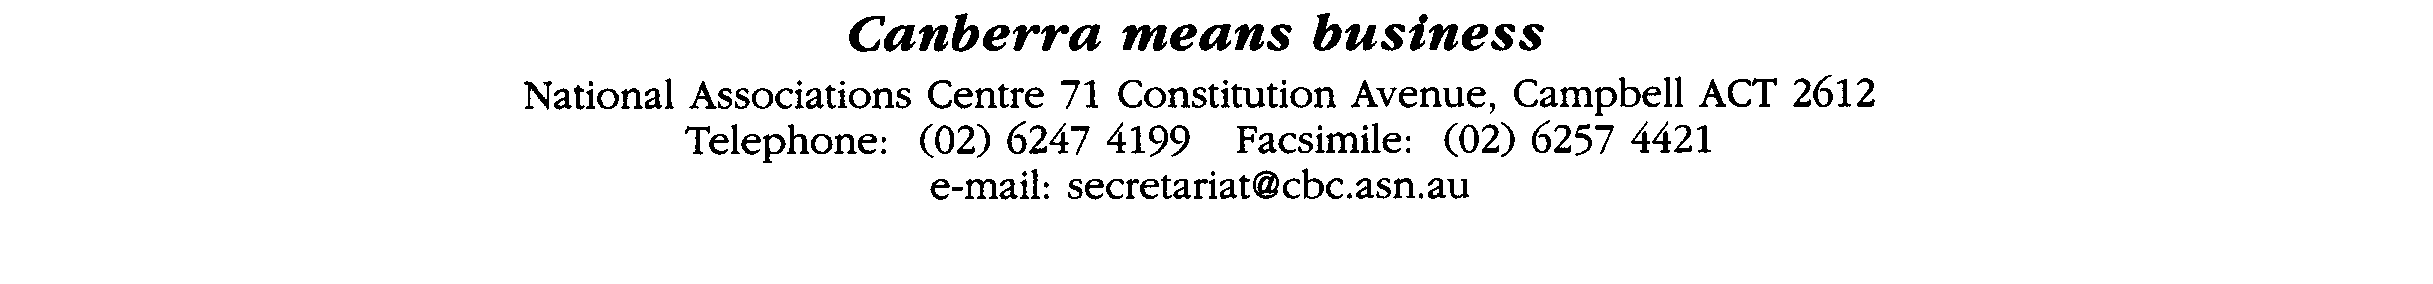 Canberra means business
National Associations Centre 71 Constitution Avenue, Campbell ACT 2612
Telephone: (02) 6247 4199 Facsimile: (02) 6257 4421
e-mail: secretariat@cbc.asn.au